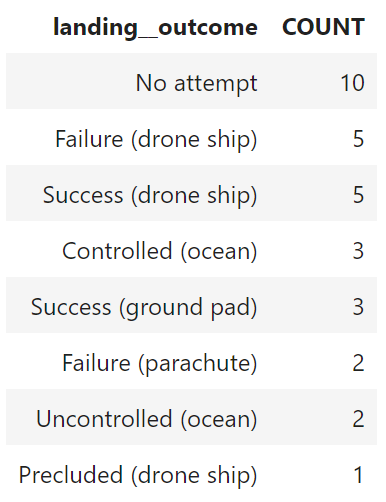 landing__outcome COUNT
No attempt 10
Failure (drone ship) 5
Success (drone ship) 5
Controlled (ocean) 3
Success (ground pad) 3
Failure (parachute) 2
Uncontrolled (ocean) 2
Precluded (drone ship) 1